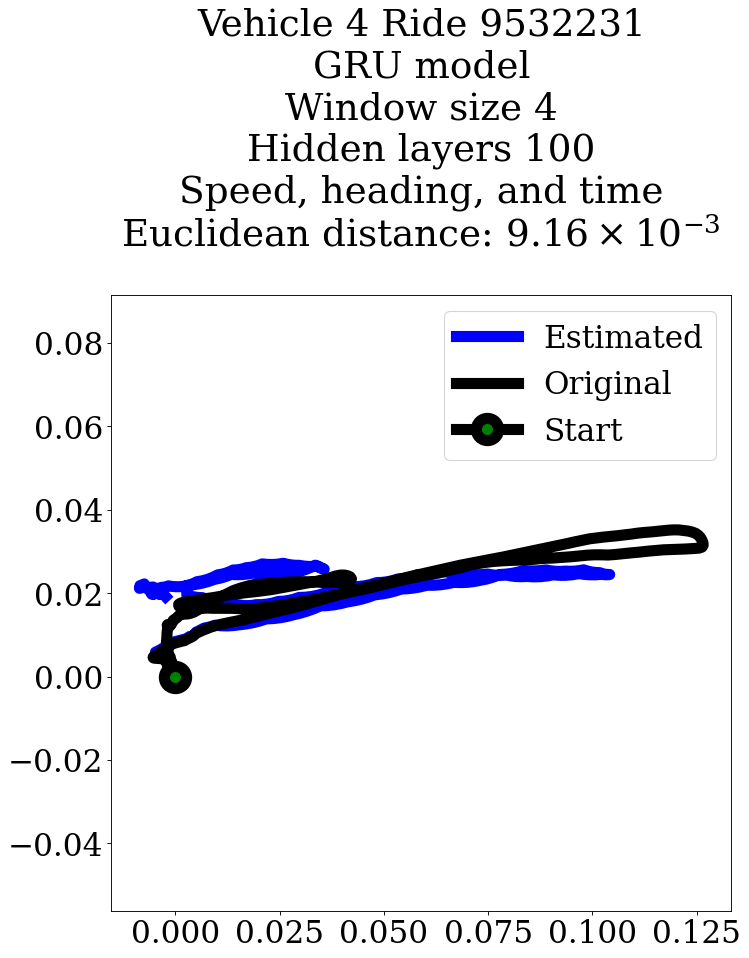 Vehicle 4 Ride 9532231
GRU model
Window size 4
Hidden layers 100
Speed, heading, and time
Euclidean distance: 9.16 × 10⁻³
Estimated
Original
Start
0.08
0.06
0.04
0.02
0.00
−0.02
−0.04
0.000 0.025 0.050 0.075 0.100 0.125